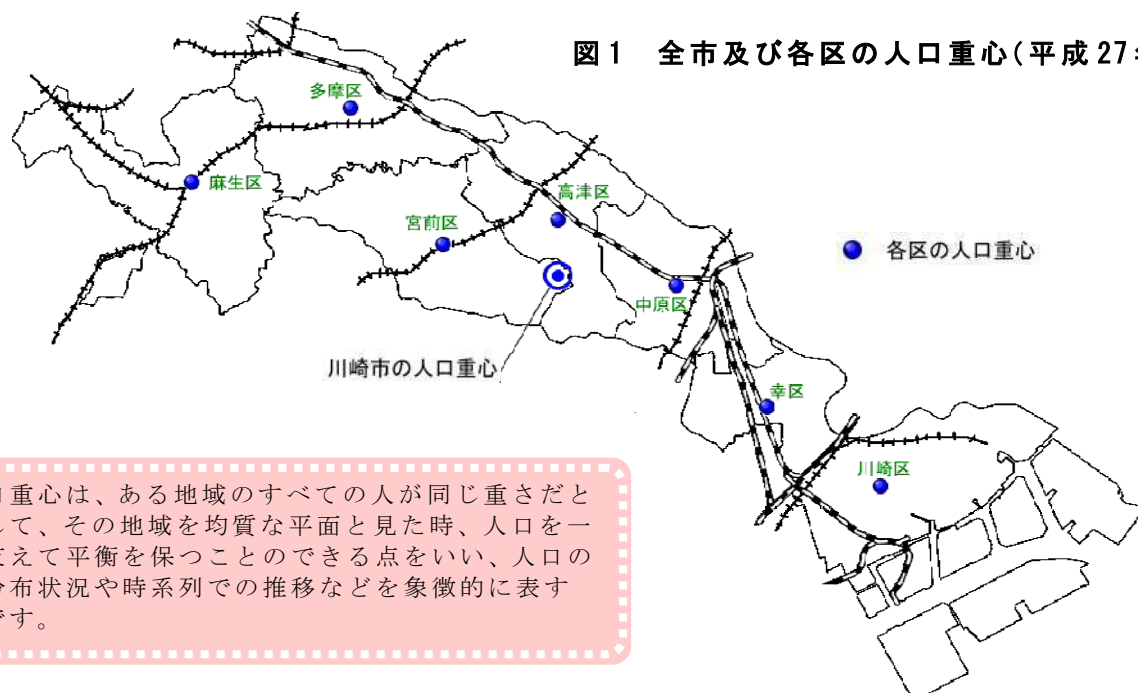 図1 全市及び各区の人口重心(平成27
多摩区
麻生区
高津区
宮前区
各区の人口重心
中原区
川崎市の人口重心
幸区
川崎区
重心は、ある地域のすべての人が同じ重さだと
して、その地域を均質な平面と見た時、人口を一
支えて平衡を保つことのできる点をいい、人口の
分布状況や時系列での推移などを象徴的に表す
です。